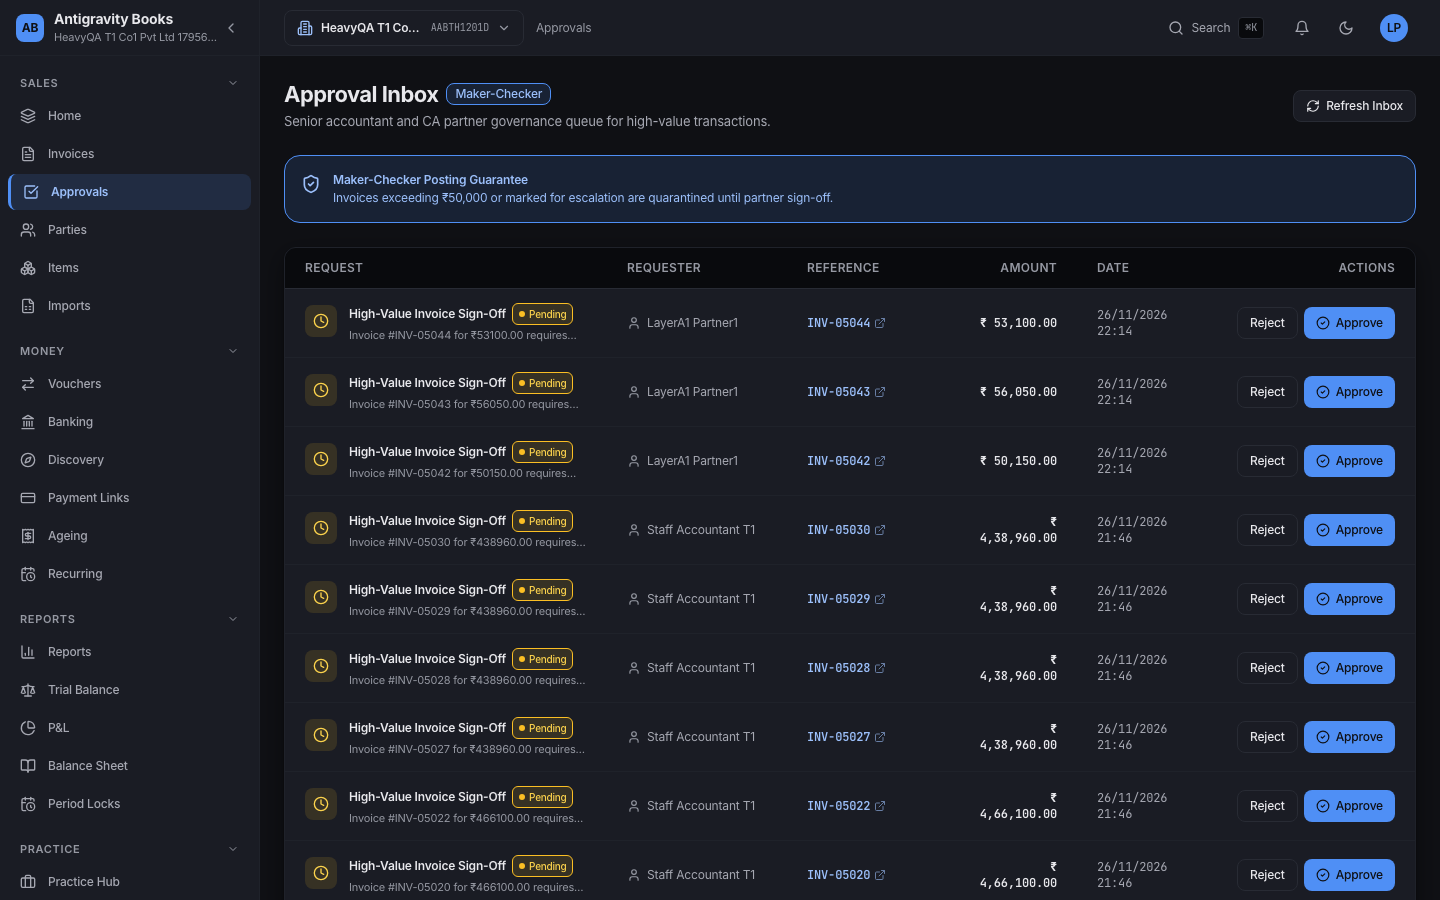 AB
Antigravity Books
HeavyQA T1 Co1 Pvt Ltd 17956...
SALES
Home
Invoices
Approvals
Parties
Items
Imports
MONEY
Vouchers
Banking
Discovery
Payment Links
Ageing
Recurring
REPORTS
Reports
Trial Balance
P&L
Balance Sheet
Period Locks
PRACTICE
Practice Hub
HeavyQA T1 Co... AABTH1201D
Approvals
Search ⌘K
LP
Approval Inbox Maker-Checker
Senior accountant and CA partner governance queue for high-value transactions.
Refresh Inbox
Maker-Checker Posting Guarantee
Invoices exceeding ₹50,000 or marked for escalation are quarantined until partner sign-off.
REQUEST REQUESTER REFERENCE AMOUNT DATE ACTIONS
High-Value Invoice Sign-Off Pending
Invoice #INV-05044 for ₹53100.00 requires...
LayerA1 Partner1 INV-05044 ₹ 53,100.00
26/11/2026
22:14
Reject Approve
High-Value Invoice Sign-Off Pending
Invoice #INV-05043 for ₹56050.00 requires...
LayerA1 Partner1 INV-05043 ₹ 56,050.00
26/11/2026
22:14
Reject Approve
High-Value Invoice Sign-Off Pending
Invoice #INV-05042 for ₹50150.00 requires...
LayerA1 Partner1 INV-05042 ₹ 50,150.00
26/11/2026
22:14
Reject Approve
High-Value Invoice Sign-Off Pending
Invoice #INV-05030 for ₹438960.00 requires...
Staff Accountant T1 INV-05030
₹
4,38,960.00
26/11/2026
21:46
Reject Approve
High-Value Invoice Sign-Off Pending
Invoice #INV-05029 for ₹438960.00 requires...
Staff Accountant T1 INV-05029
₹
4,38,960.00
26/11/2026
21:46
Reject Approve
High-Value Invoice Sign-Off Pending
Invoice #INV-05028 for ₹438960.00 requires...
Staff Accountant T1 INV-05028
₹
4,38,960.00
26/11/2026
21:46
Reject Approve
High-Value Invoice Sign-Off Pending
Invoice #INV-05027 for ₹438960.00 requires...
Staff Accountant T1 INV-05027
₹
4,38,960.00
26/11/2026
21:46
Reject Approve
High-Value Invoice Sign-Off Pending
Invoice #INV-05022 for ₹466100.00 requires...
Staff Accountant T1 INV-05022
₹
4,66,100.00
26/11/2026
21:46
Reject Approve
High-Value Invoice Sign-Off Pending
Invoice #INV-05020 for ₹466100.00 requires...
Staff Accountant T1 INV-05020
₹
4,66,100.00
26/11/2026
21:46
Reject Approve